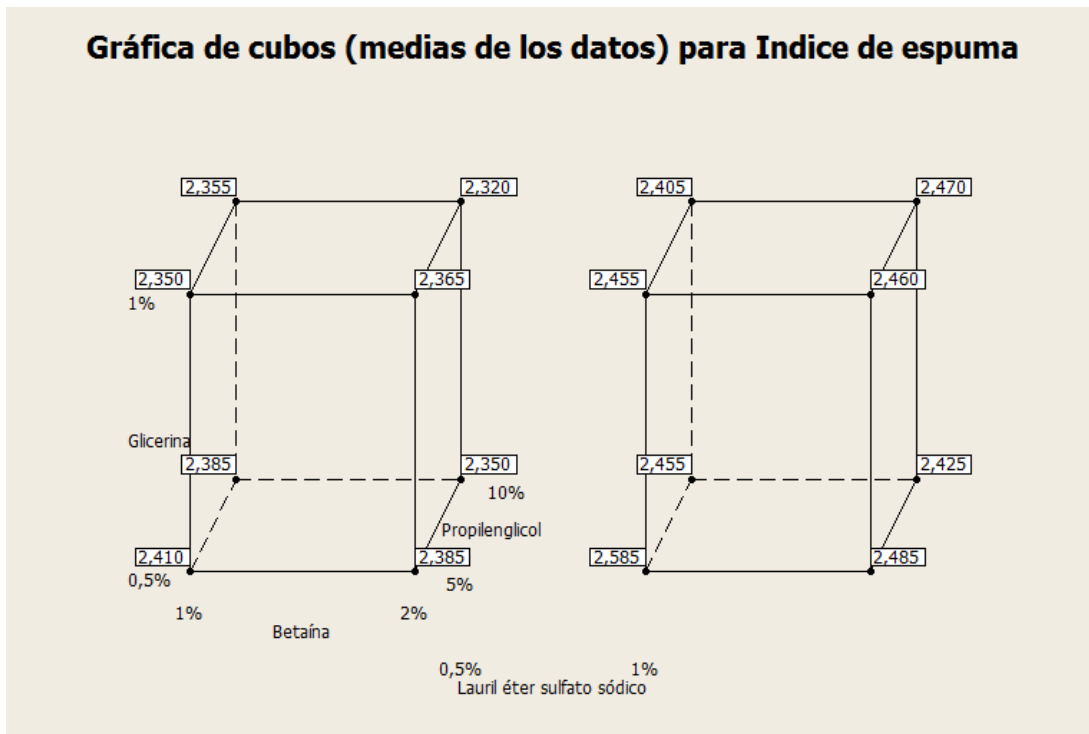 Gráfica de cubos (medias de los datos) para Indice de espuma
2,355 2,320 2,405 2,470
2,350 2,365 2,455 2,460
1%
Glicerina
2,385 2,350 2,455 2,425
10%
Propilenglicol
2,410 2,385 2,585 2,485
0,5% 5%
1% 2%
Betaína
0,5% 1%
Lauril éter sulfato sódico